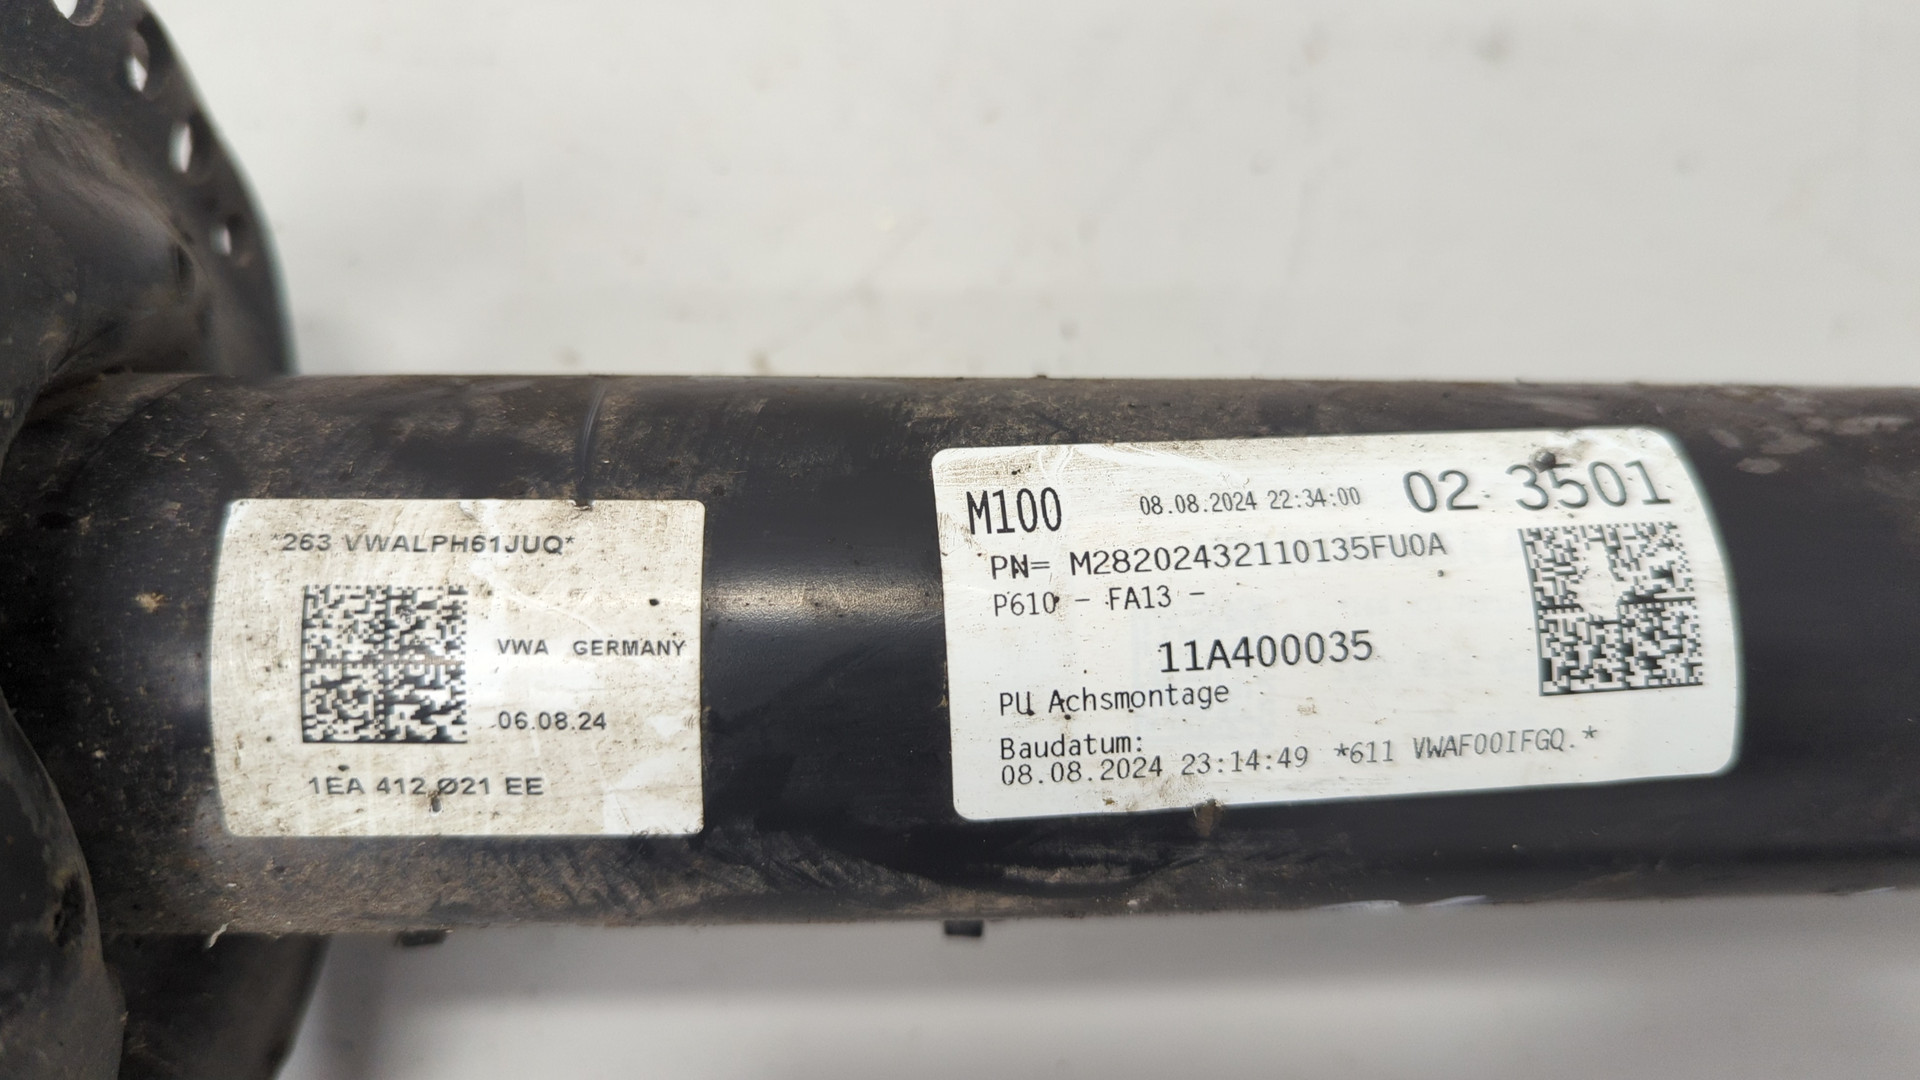 *263 VWALPH61JUQ*
VWA GERMANY
06.08.24
1EA 412 Ø21 EE
M100 08.08.2024 22:34:00 02 3501
PN= M28202432110135FU0A
P610 - FA13 -
11A400035
PU Achsmontage
Baudatum:
08.08.2024 23:14:49 *611 VWAF00IFGQ.*